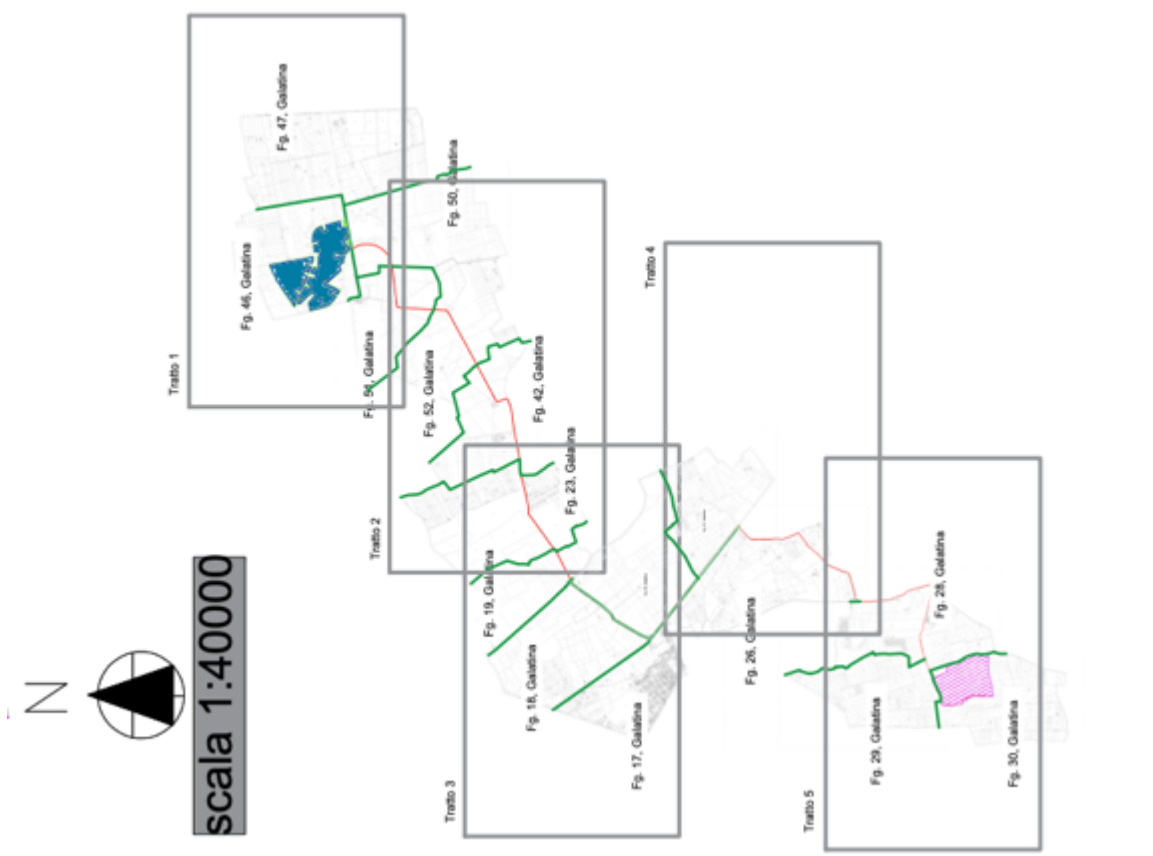 N
scala 1:40000
Tratto 1
Fg. 47, Galatina
Fg. 46, Galatina
Fg. 50, Galatina
Fg. 51, Galatina
Tratto 2
Fg. 52, Galatina
Fg. 42, Galatina
Fg. 23, Galatina
Tratto 3
Fg. 19, Galatina
Fg. 18, Galatina
Fg. 17, Galatina
Tratto 4
Fg. 26, Galatina
Tratto 5
Fg. 28, Galatina
Fg. 29, Galatina
Fg. 30, Galatina